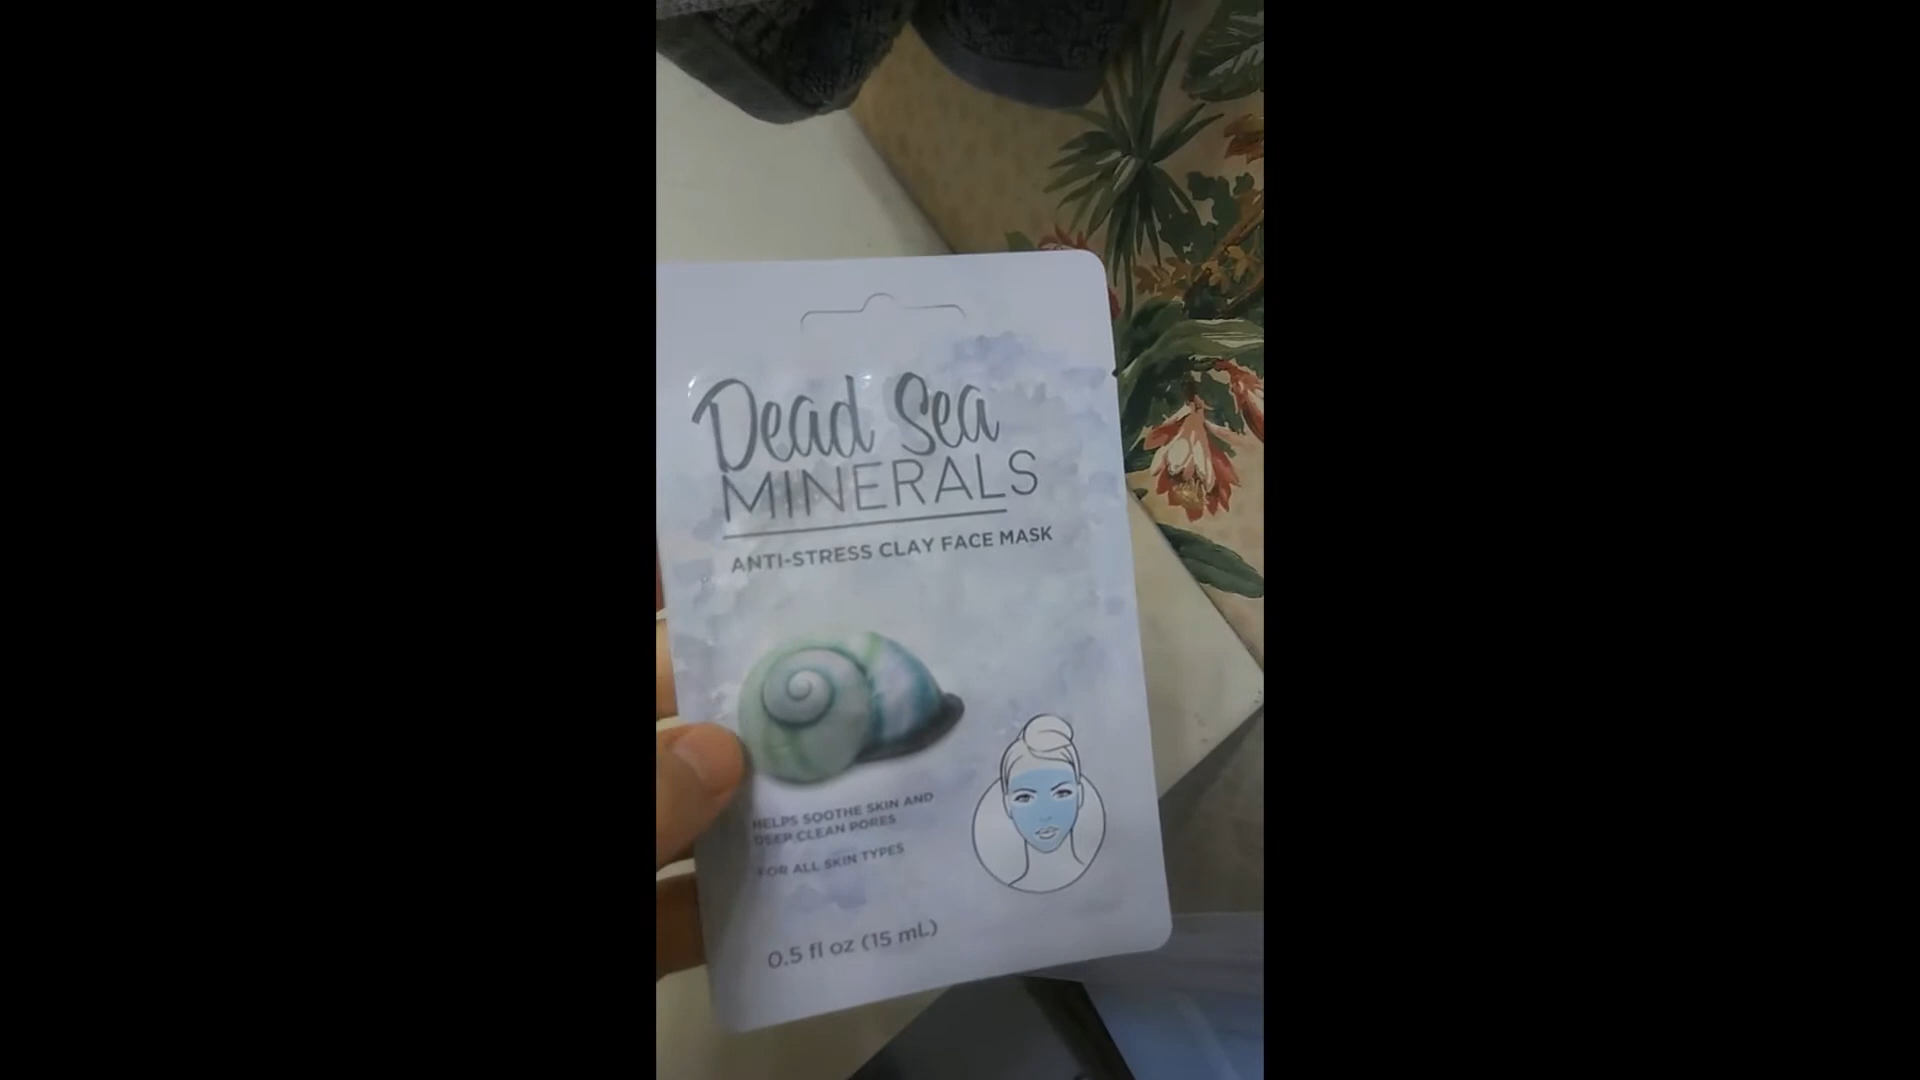 Dead Sea
MINERALS
ANTI-STRESS CLAY FACE MASK
HELPS SOOTHE SKIN AND
DEEP CLEAN PORES
FOR ALL SKIN TYPES
0.5 fl oz (15 mL)